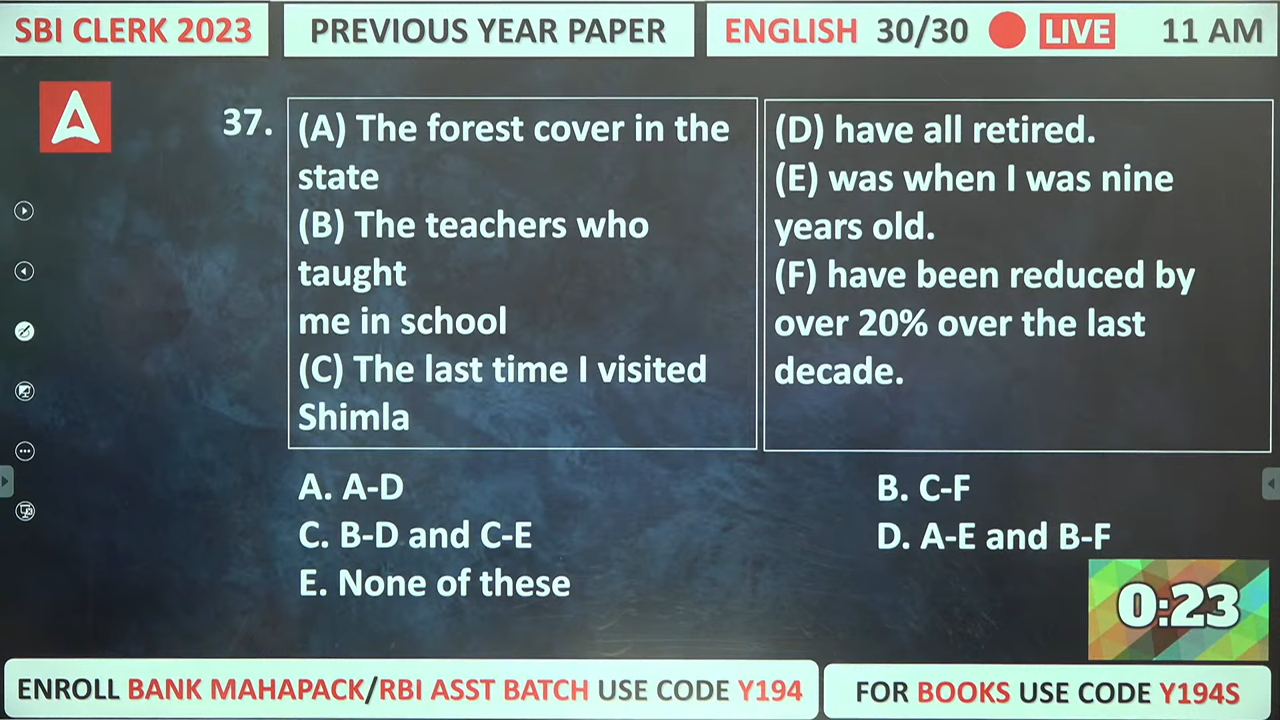 SBI CLERK 2023
PREVIOUS YEAR PAPER
ENGLISH 30/30 LIVE 11 AM
37.
(A) The forest cover in the
state
(B) The teachers who
taught
me in school
(C) The last time I visited
Shimla
(D) have all retired.
(E) was when I was nine
years old.
(F) have been reduced by
over 20% over the last
decade.
A. A-D
B. C-F
C. B-D and C-E
D. A-E and B-F
E. None of these
0:23
ENROLL BANK MAHAPACK/RBI ASST BATCH USE CODE Y194
FOR BOOKS USE CODE Y194S